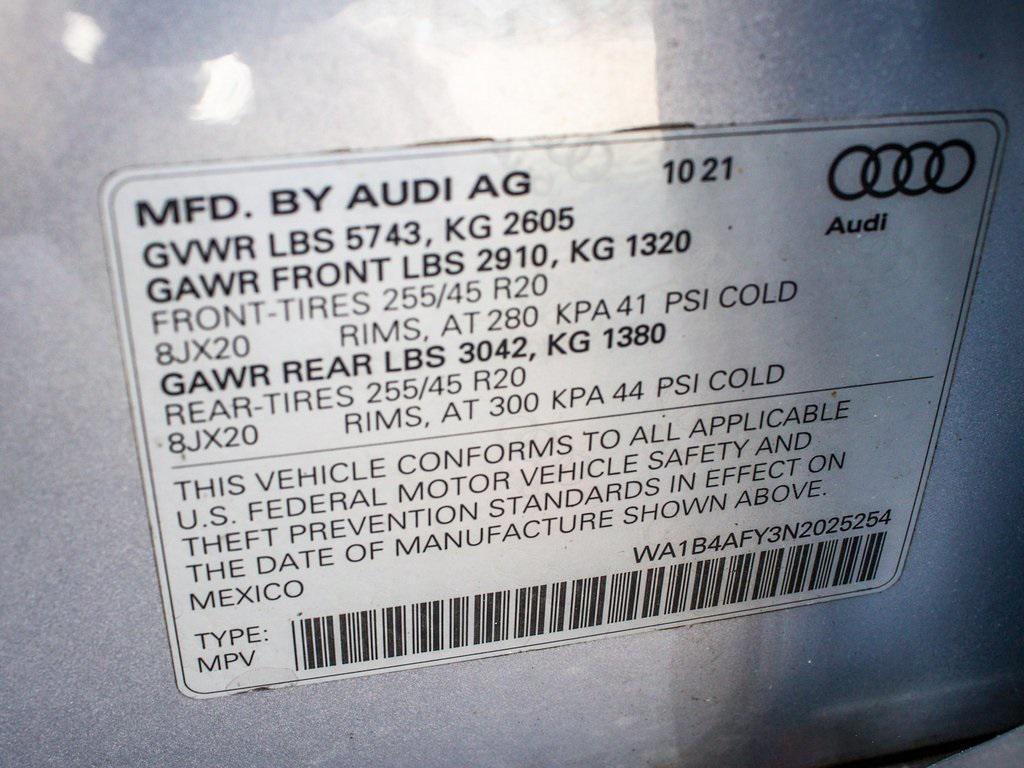 MFD. BY AUDI AG 10 21
Audi
GVWR LBS 5743, KG 2605
GAWR FRONT LBS 2910, KG 1320
FRONT-TIRES 255/45 R20
8JX20 RIMS, AT 280 KPA 41 PSI COLD
GAWR REAR LBS 3042, KG 1380
REAR-TIRES 255/45 R20
8JX20 RIMS, AT 300 KPA 44 PSI COLD
THIS VEHICLE CONFORMS TO ALL APPLICABLE
U.S. FEDERAL MOTOR VEHICLE SAFETY AND
THEFT PREVENTION STANDARDS IN EFFECT ON
THE DATE OF MANUFACTURE SHOWN ABOVE.
MEXICO WA1B4AFY3N2025254
TYPE:
MPV